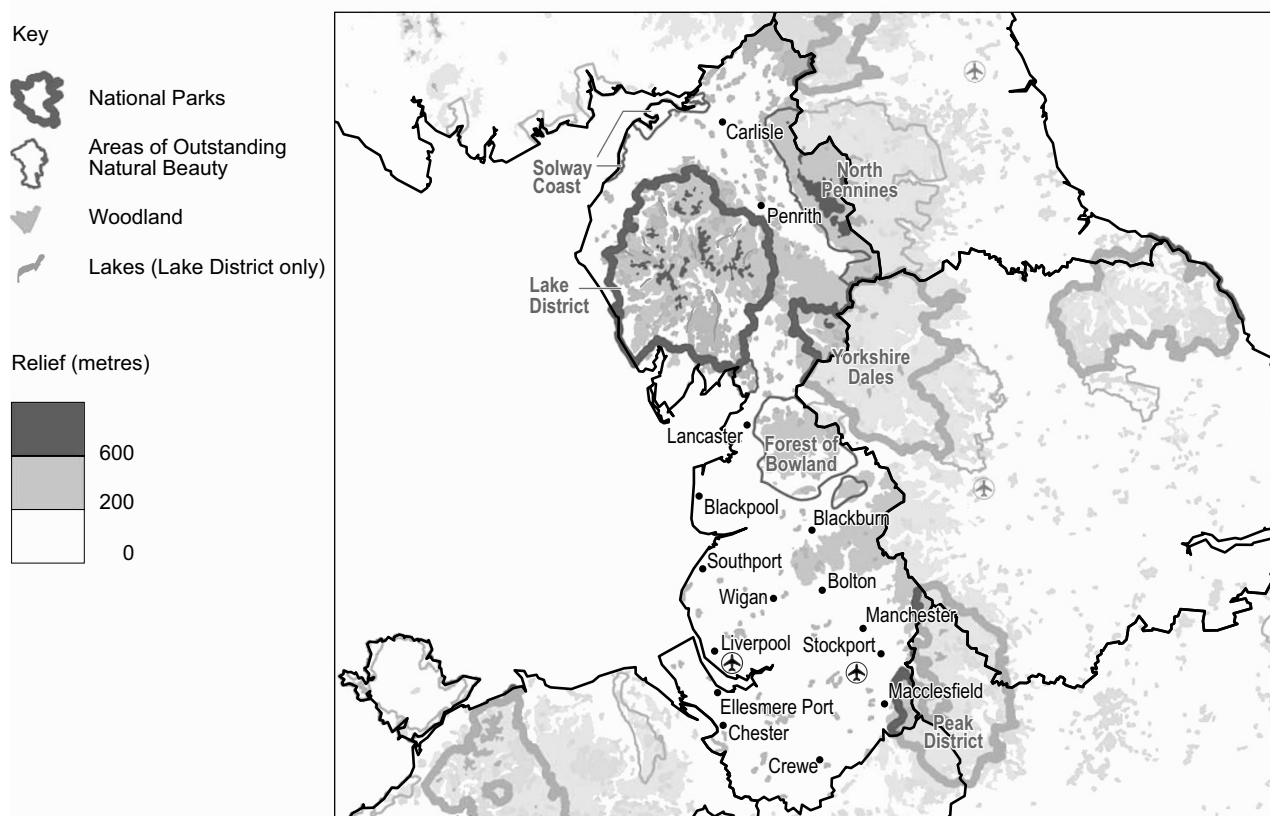 Key
National Parks
Areas of Outstanding
Natural Beauty
Woodland
Lakes (Lake District only)
Relief (metres)
600
200
0
Carlisle
Solway
Coast
North
Pennines
Penrith
Lake
District
Yorkshire
Dales
Lancaster
Forest of
Bowland
Blackpool
Blackburn
Southport
Bolton
Wigan
Manchester
Liverpool
Stockport
Macclesfield
Ellesmere Port
Peak
District
Chester
Crewe